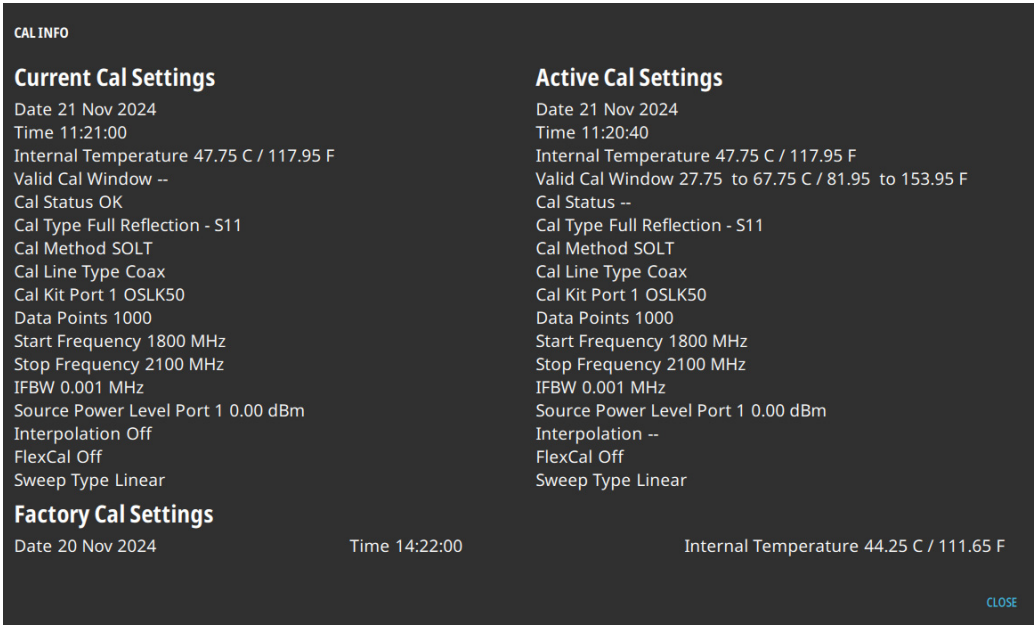 CAL INFO
Current Cal Settings
Date 21 Nov 2024
Time 11:21:00
Internal Temperature 47.75 C / 117.95 F
Valid Cal Window --
Cal Status OK
Cal Type Full Reflection - S11
Cal Method SOLT
Cal Line Type Coax
Cal Kit Port 1 OSLK50
Data Points 1000
Start Frequency 1800 MHz
Stop Frequency 2100 MHz
IFBW 0.001 MHz
Source Power Level Port 1 0.00 dBm
Interpolation Off
FlexCal Off
Sweep Type Linear
Active Cal Settings
Date 21 Nov 2024
Time 11:20:40
Internal Temperature 47.75 C / 117.95 F
Valid Cal Window 27.75 to 67.75 C / 81.95 to 153.95 F
Cal Status --
Cal Type Full Reflection - S11
Cal Method SOLT
Cal Line Type Coax
Cal Kit Port 1 OSLK50
Data Points 1000
Start Frequency 1800 MHz
Stop Frequency 2100 MHz
IFBW 0.001 MHz
Source Power Level Port 1 0.00 dBm
Interpolation --
FlexCal Off
Sweep Type Linear
Factory Cal Settings
Date 20 Nov 2024 Time 14:22:00 Internal Temperature 44.25 C / 111.65 F
CLOSE